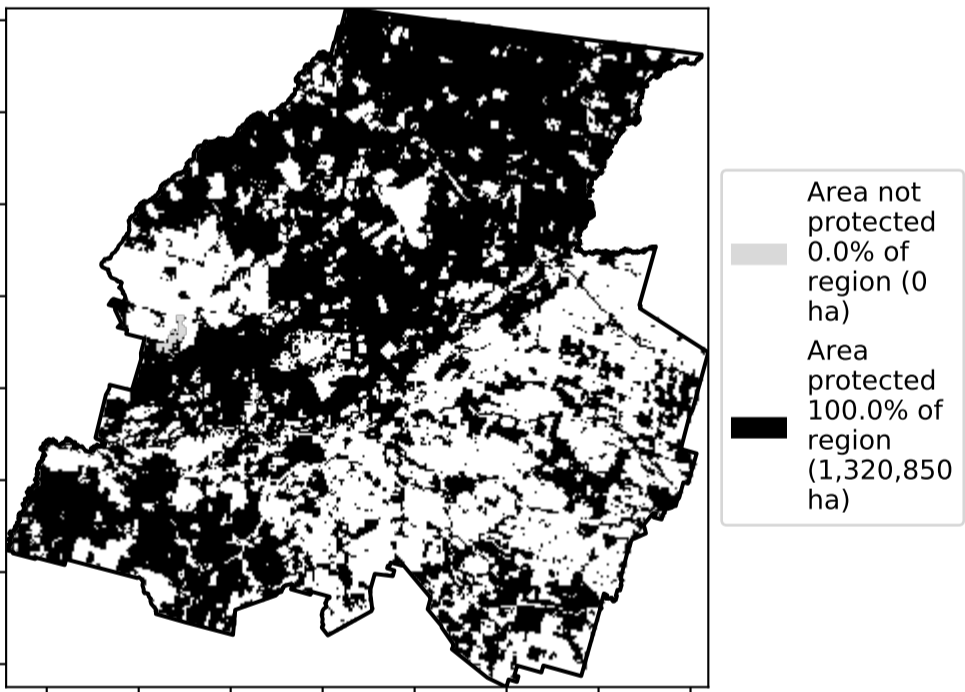 Area not
protected
0.0% of
region (0
ha)
Area
protected
100.0% of
region
(1,320,850
ha)